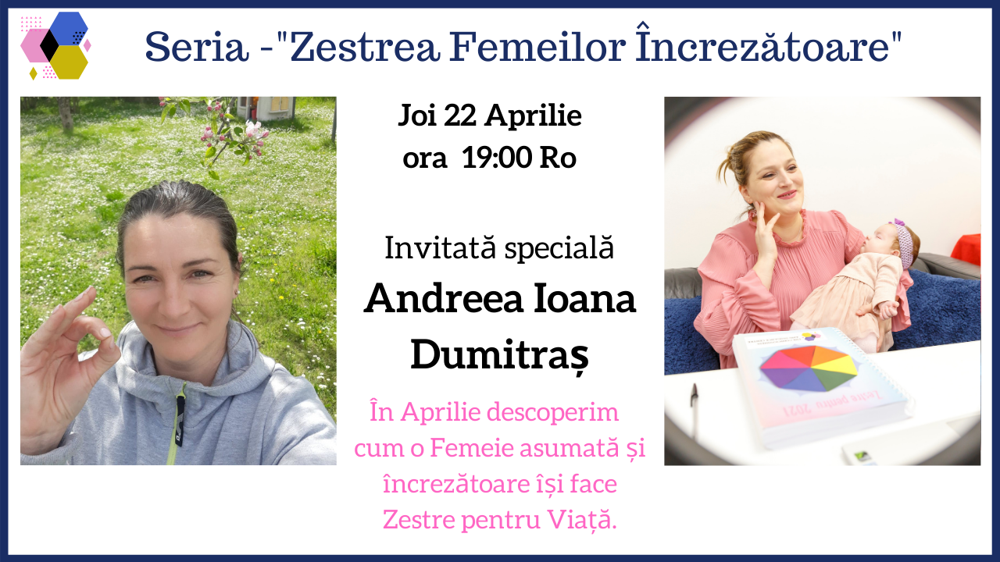 Seria -"Zestrea Femeilor Încrezătoare"
Joi 22 Aprilie
ora 19:00 Ro
Invitată specială
Andreea Ioana
Dumitraș
În Aprilie descoperim
cum o Femeie asumată și
încrezătoare își face
Zestre pentru Viață.
Zestre pentru 2021